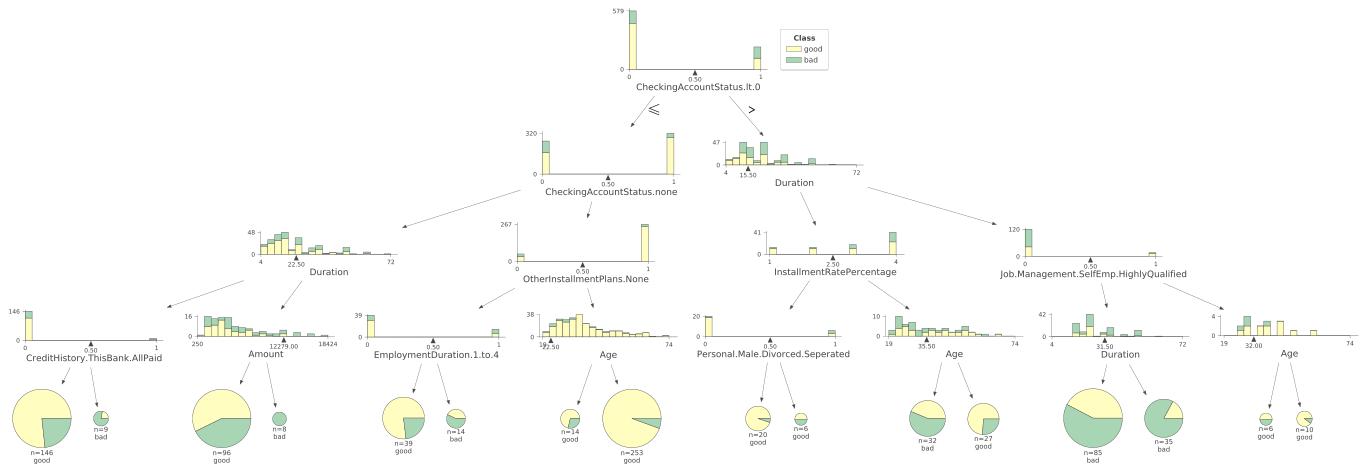 579
0
0
0.50
1
CheckingAccountStatus.lt.0
Class
good
bad
≤
>
320
0
0
0.50
1
CheckingAccountStatus.none
47
0
4
15.50
72
Duration
48
0
4
22.50
72
Duration
267
0
0
0.50
1
OtherInstallmentPlans.None
41
0
1
2.50
4
InstallmentRatePercentage
120
0
0
0.50
1
Job.Management.SelfEmp.HighlyQualified
146
0
0
0.50
1
CreditHistory.ThisBank.AllPaid
16
0
250
12279.00
18424
Amount
39
0
0
0.50
1
EmploymentDuration.1.to.4
38
0
22.50
74
Age
20
0
0
0.50
1
Personal.Male.Divorced.Seperated
10
0
19
35.50
74
Age
42
0
4
31.50
72
Duration
4
0
19
32.00
74
Age
n=146
good
n=9
bad
n=96
good
n=8
bad
n=39
good
n=14
bad
n=14
good
n=253
good
n=20
good
n=6
good
n=32
bad
n=27
good
n=85
bad
n=35
bad
n=6
good
n=10
good